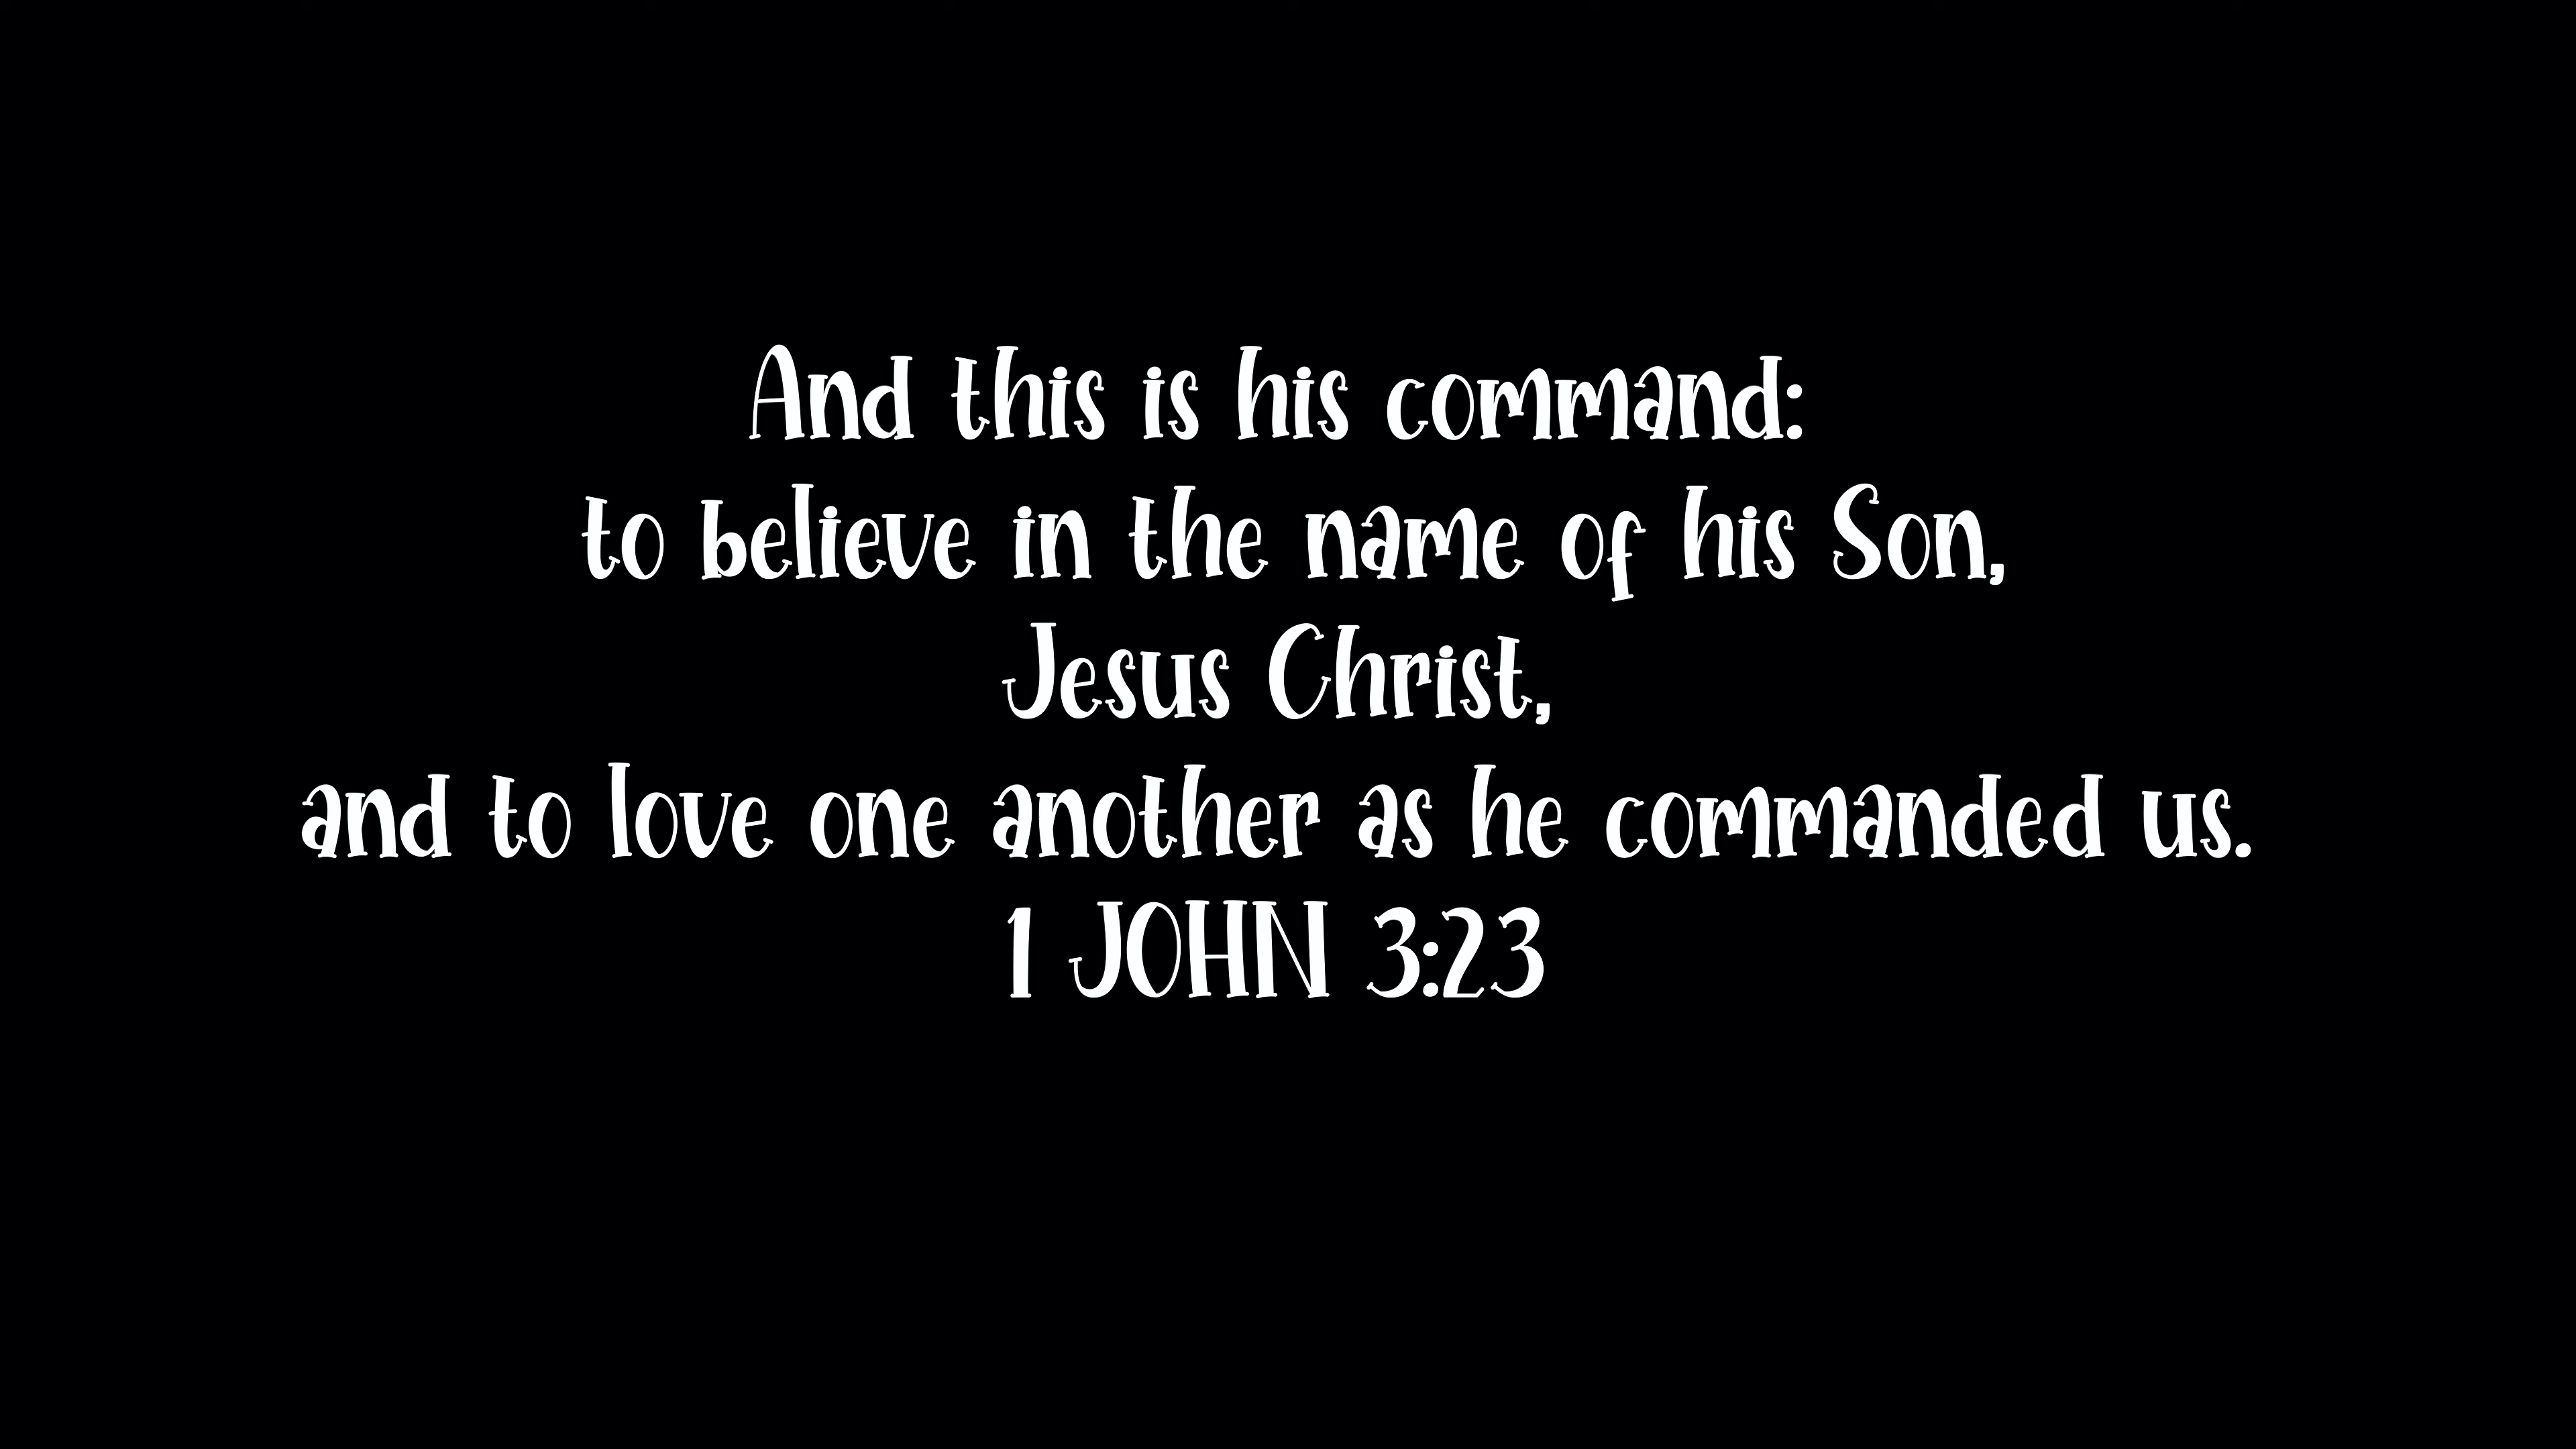 And this is his command:
to believe in the name of his Son,
Jesus Christ,
and to love one another as he commanded us.
1 JOHN 3:23